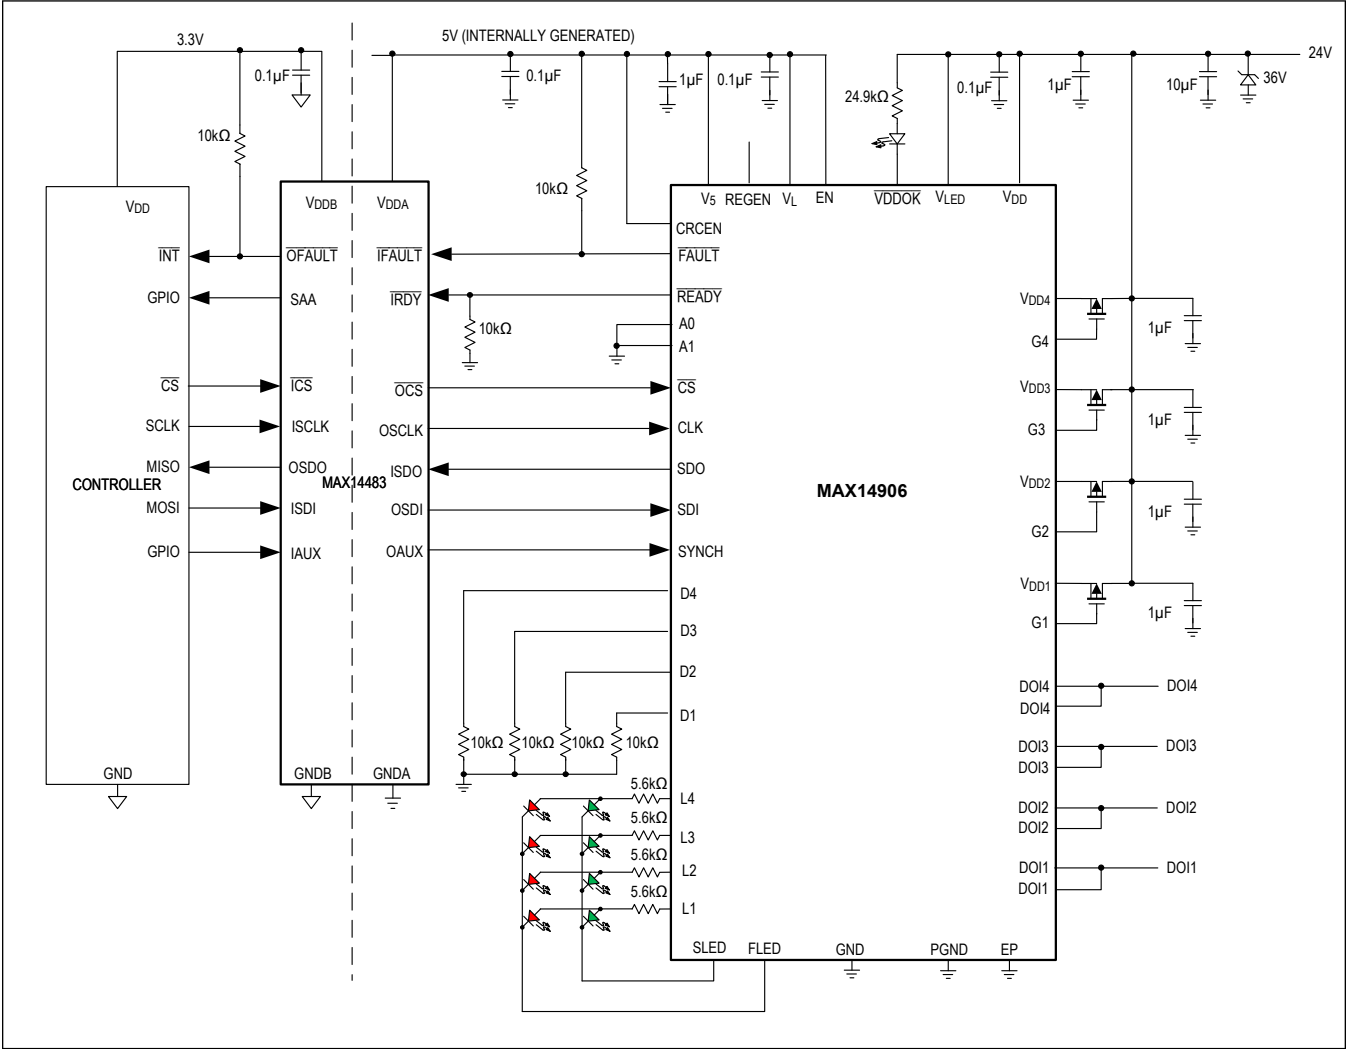 3.3V
5V (INTERNALLY GENERATED)
24V
0.1µF
0.1µF
1µF
0.1µF
24.9kΩ
0.1µF
1µF
10µF
36V
10kΩ
10kΩ
VDD
VDDB
VDDA
V5
REGEN
VL
EN
VDDOK
VLED
VDD
CRCEN
INT
OFAULT
IFAULT
FAULT
GPIO
SAA
IRDY
READY
10kΩ
A0
A1
CS
ICS
OCS
CS
SCLK
ISCLK
OSCLK
CLK
MISO
OSDO
ISDO
SDO
CONTROLLER
MAX14483
MAX14906
MOSI
ISDI
OSDI
SDI
GPIO
IAUX
OAUX
SYNCH
VDD4
1µF
G4
VDD3
1µF
G3
VDD2
1µF
G2
VDD1
1µF
G1
D4
D3
D2
D1
10kΩ
10kΩ
10kΩ
10kΩ
GND
GNDB
GNDA
5.6kΩ
L4
5.6kΩ
L3
5.6kΩ
L2
5.6kΩ
L1
DOI4
DOI4
DOI4
DOI3
DOI3
DOI3
DOI2
DOI2
DOI2
DOI1
DOI1
DOI1
SLED
FLED
GND
PGND
EP